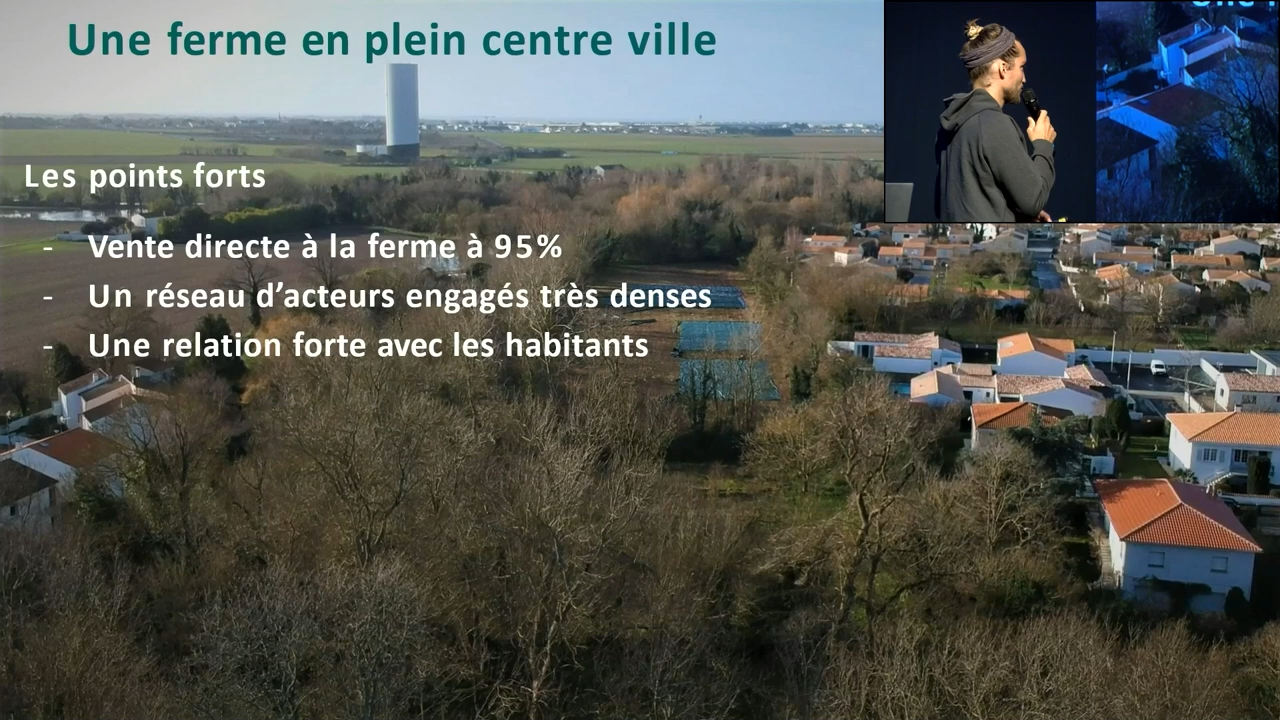 Une ferme en plein centre ville
Les points forts
- Vente directe à la ferme à 95%
- Un réseau d’acteurs engagés très denses
- Une relation forte avec les habitants